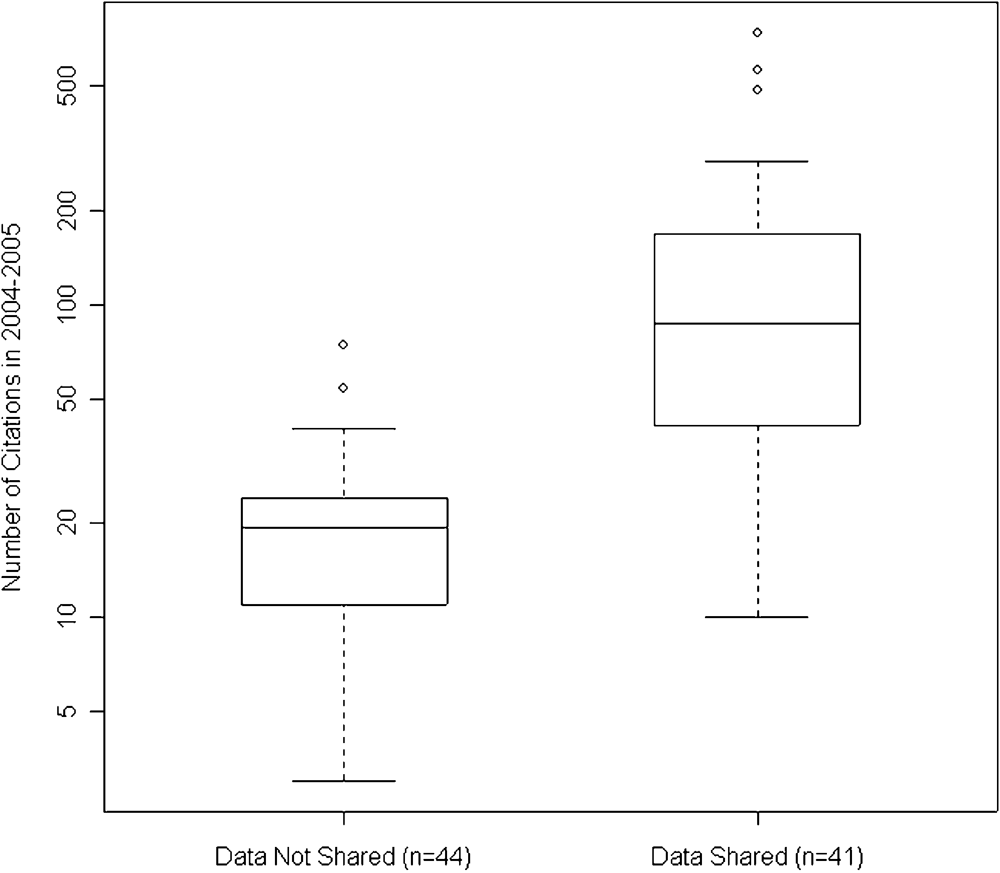 Number of Citations in 2004-2005
500
200
100
50
20
10
5
Data Not Shared (n=44)
Data Shared (n=41)